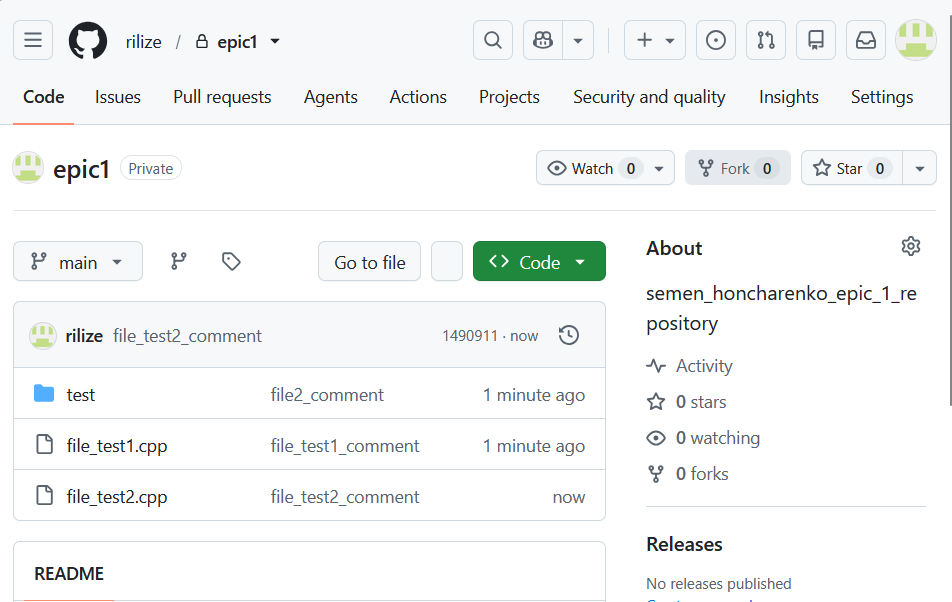 rilize / epic1
Code Issues Pull requests Agents Actions Projects Security and quality Insights Settings
epic1 Private Watch 0 Fork 0 Star 0
main Go to file Code
rilize file_test2_comment 1490911 · now
test file2_comment 1 minute ago
file_test1.cpp file_test1_comment 1 minute ago
file_test2.cpp file_test2_comment now
README
About
semen_honcharenko_epic_1_re
pository
Activity
0 stars
0 watching
0 forks
Releases
No releases published